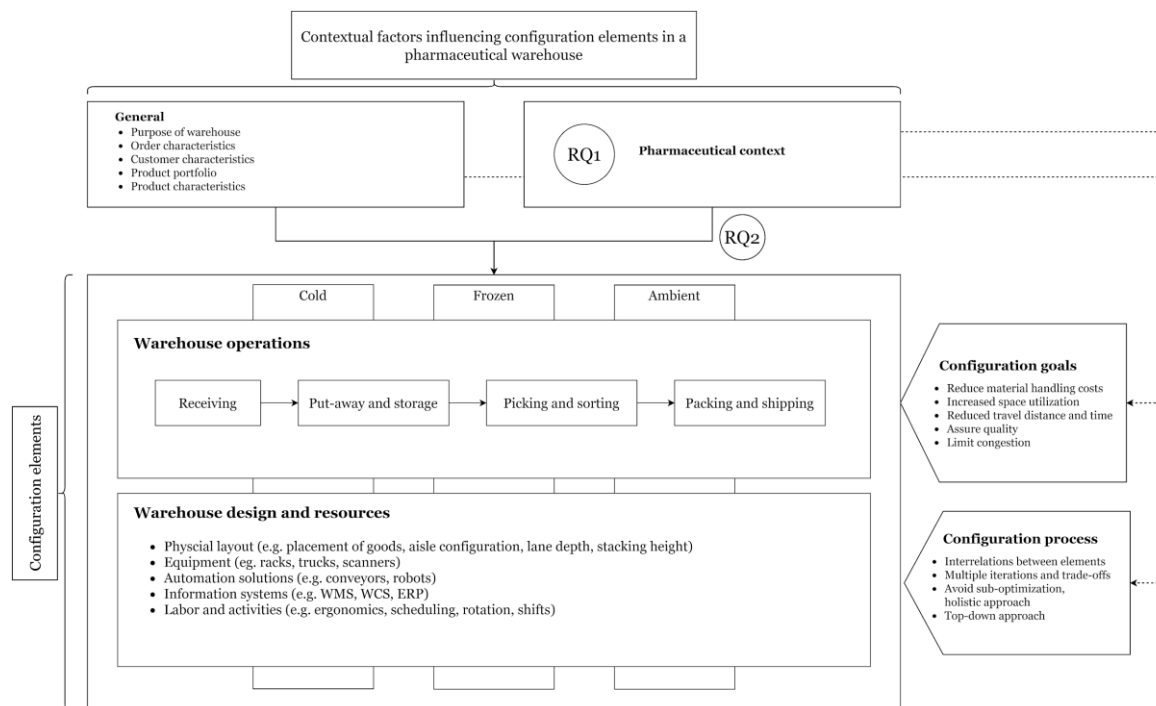 Contextual factors influencing configuration elements in a
pharmaceutical warehouse
General
• Purpose of warehouse
• Order characteristics
• Customer characteristics
• Product portfolio
• Product characteristics
RQ1
Pharmaceutical context
RQ2
Configuration elements
Cold
Frozen
Ambient
Warehouse operations
Receiving
Put-away and storage
Picking and sorting
Packing and shipping
Warehouse design and resources
• Physcial layout (e.g. placement of goods, aisle configuration, lane depth, stacking height)
• Equipment (eg. racks, trucks, scanners)
• Automation solutions (e.g. conveyors, robots)
• Information systems (e.g. WMS, WCS, ERP)
• Labor and activities (e.g. ergonomics, scheduling, rotation, shifts)
Configuration goals
• Reduce material handling costs
• Increased space utilization
• Reduced travel distance and time
• Assure quality
• Limit congestion
Configuration process
• Interrelations between elements
• Multiple iterations and trade-offs
• Avoid sub-optimization,
holistic approach
• Top-down approach